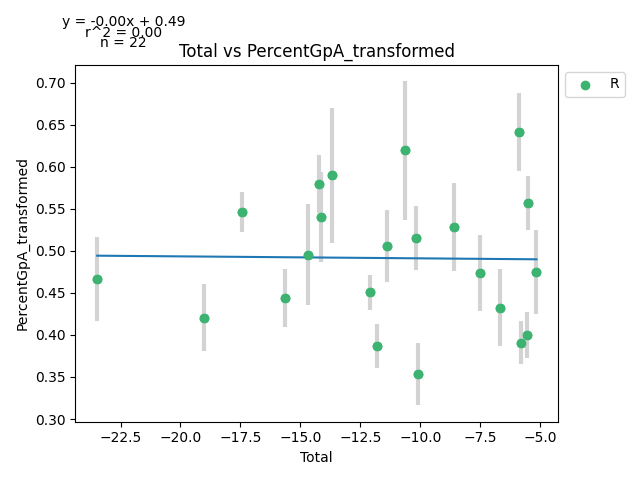 y = -0.00x + 0.49
r^2 = 0.00
n = 22
Total vs PercentGpA_transformed
R
PercentGpA_transformed
0.70
0.65
0.60
0.55
0.50
0.45
0.40
0.35
0.30
−22.5 −20.0 −17.5 −15.0 −12.5 −10.0 −7.5 −5.0
Total